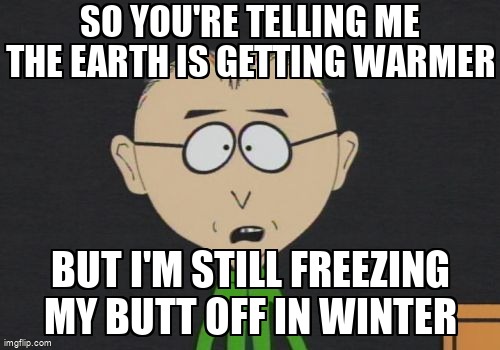 SO YOU'RE TELLING ME
THE EARTH IS GETTING WARMER
BUT I'M STILL FREEZING
MY BUTT OFF IN WINTER
imgflip.com